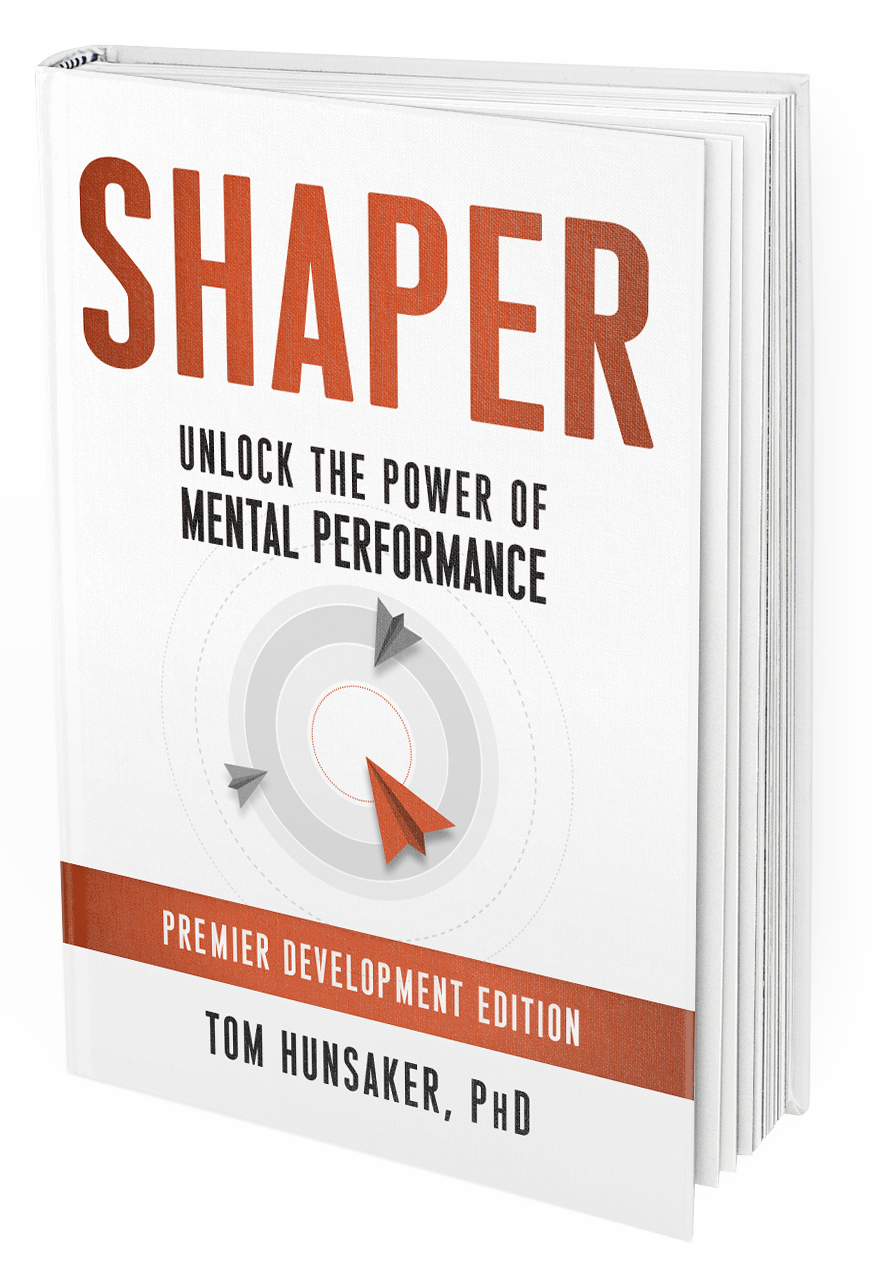 SHAPER
UNLOCK THE POWER OF
MENTAL PERFORMANCE
PREMIER DEVELOPMENT EDITION
TOM HUNSAKER, PhD